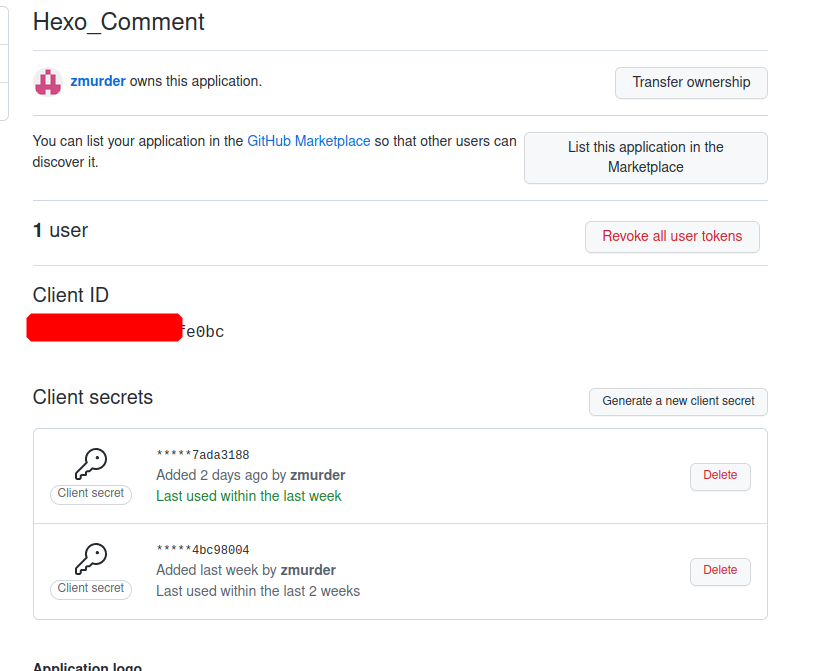 Hexo_Comment
zmurder owns this application.
Transfer ownership
You can list your application in the GitHub Marketplace so that other users can
discover it.
List this application in the
Marketplace
1 user
Revoke all user tokens
Client ID
fe0bc
Client secrets
Generate a new client secret
*****7ada3188
Added 2 days ago by zmurder
Last used within the last week
Client secret
Delete
*****4bc98004
Added last week by zmurder
Last used within the last 2 weeks
Client secret
Delete
Application logo